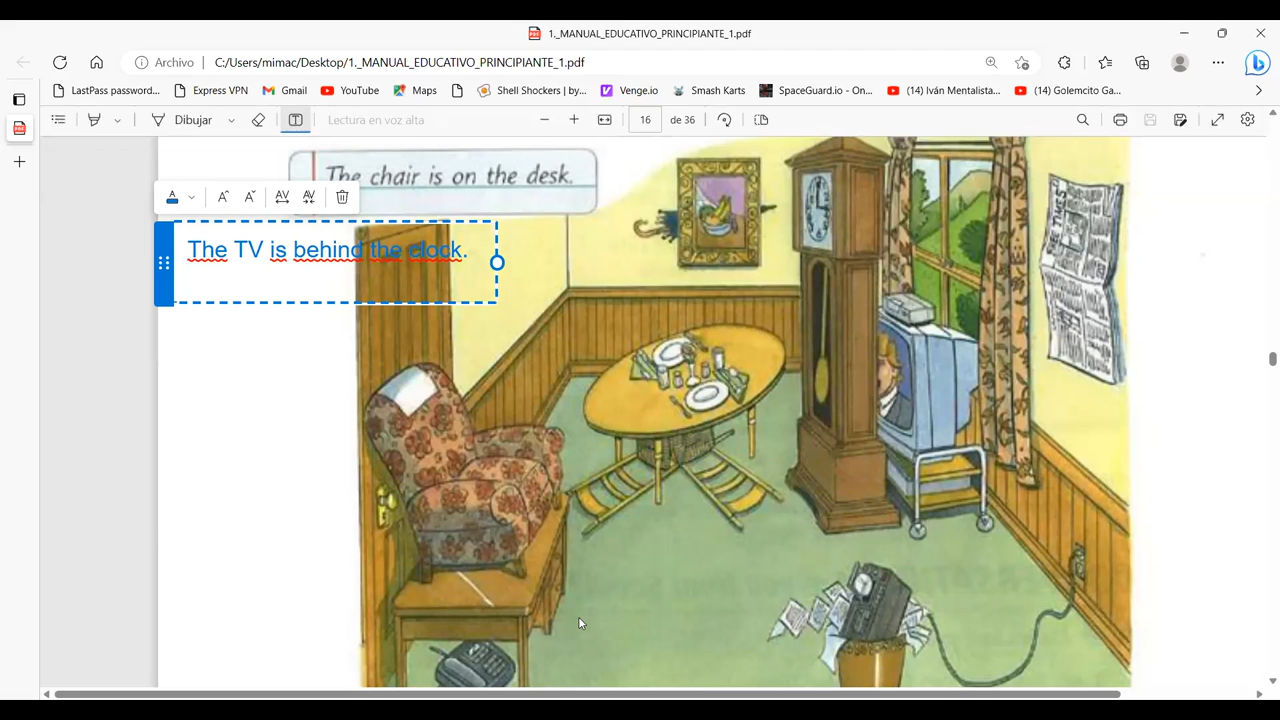 1._MANUAL_EDUCATIVO_PRINCIPIANTE_1.pdf
Archivo C:/Users/mimac/Desktop/1._MANUAL_EDUCATIVO_PRINCIPIANTE_1.pdf
LastPass password... Express VPN Gmail YouTube Maps Shell Shockers | by... Venge.io Smash Karts SpaceGuard.io - On... (14) Iván Mentalista... (14) Golemcito Ga...
Dibujar Lectura en voz alta 16 de 36
The chair is on the desk.
The TV is behind the clock.